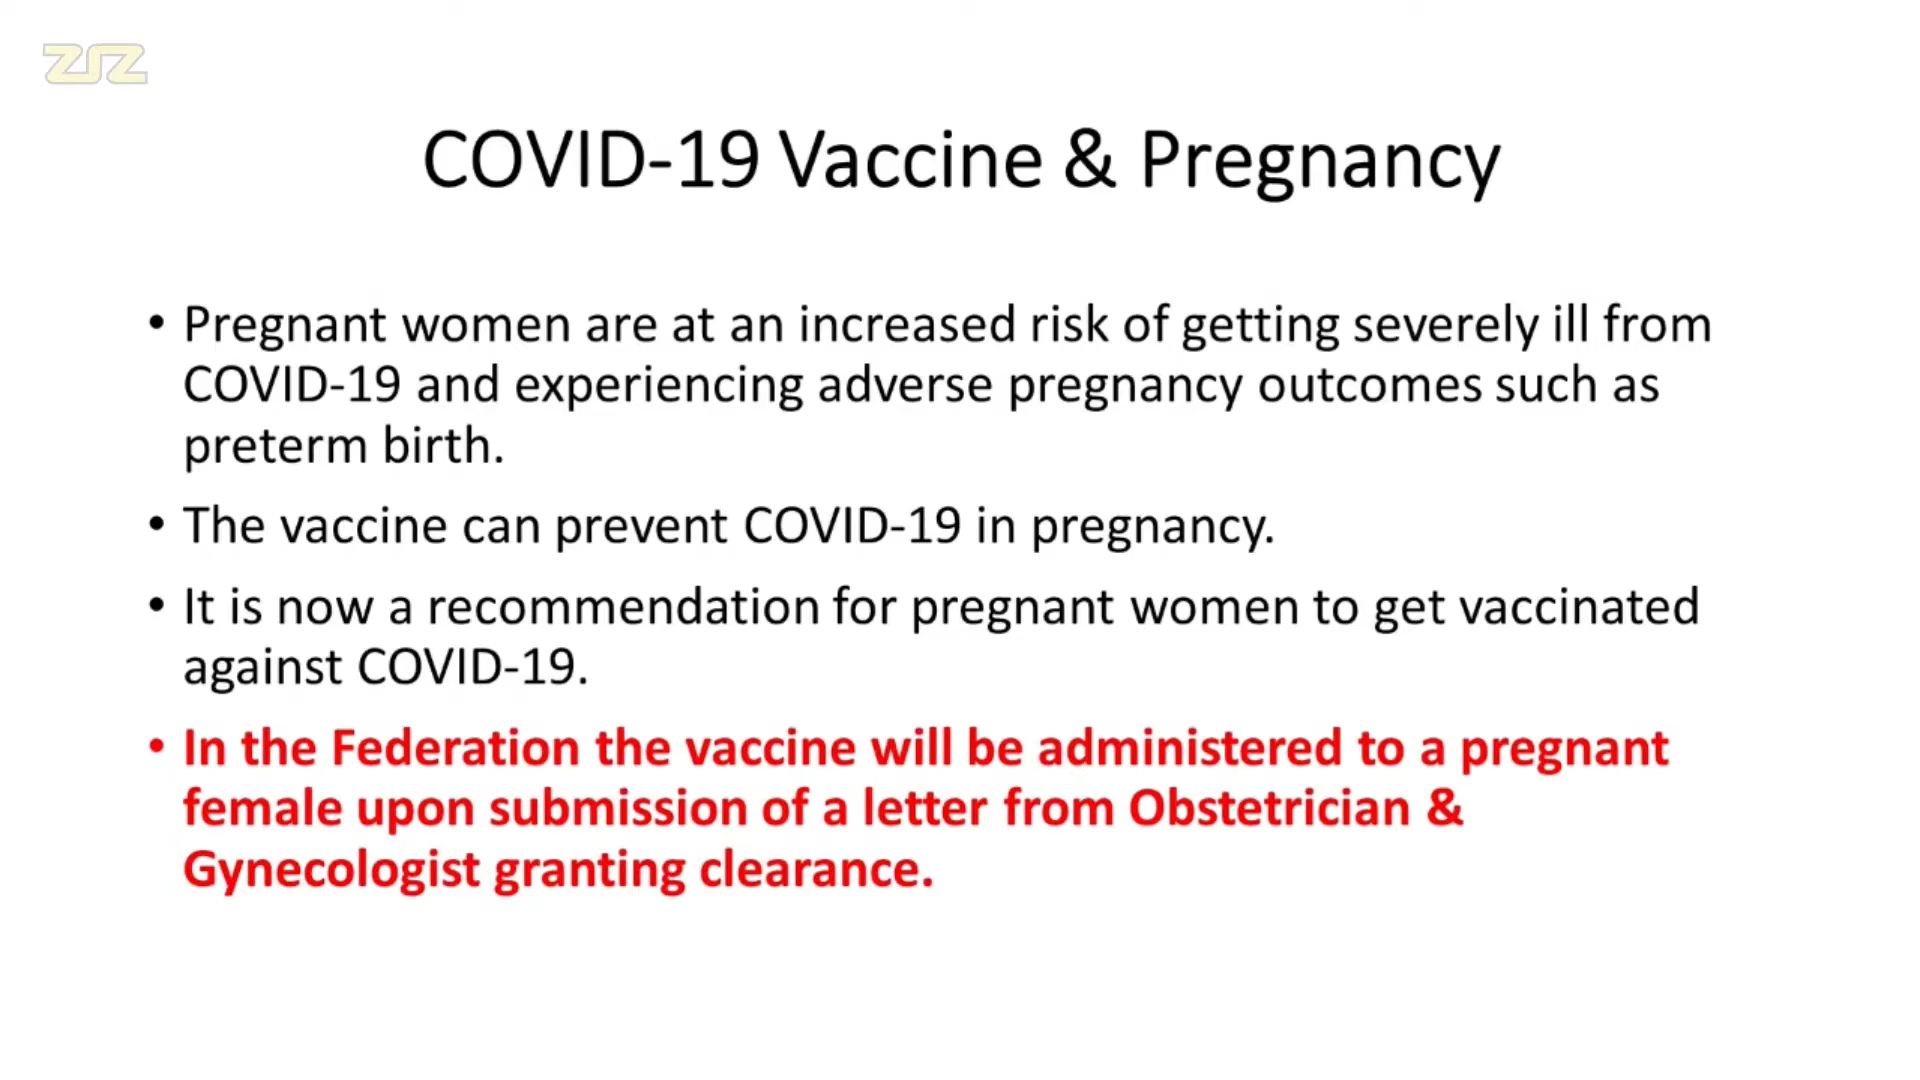 ZIZ
COVID-19 Vaccine & Pregnancy
• Pregnant women are at an increased risk of getting severely ill from
COVID-19 and experiencing adverse pregnancy outcomes such as
preterm birth.
• The vaccine can prevent COVID-19 in pregnancy.
• It is now a recommendation for pregnant women to get vaccinated
against COVID-19.
• In the Federation the vaccine will be administered to a pregnant
female upon submission of a letter from Obstetrician &
Gynecologist granting clearance.